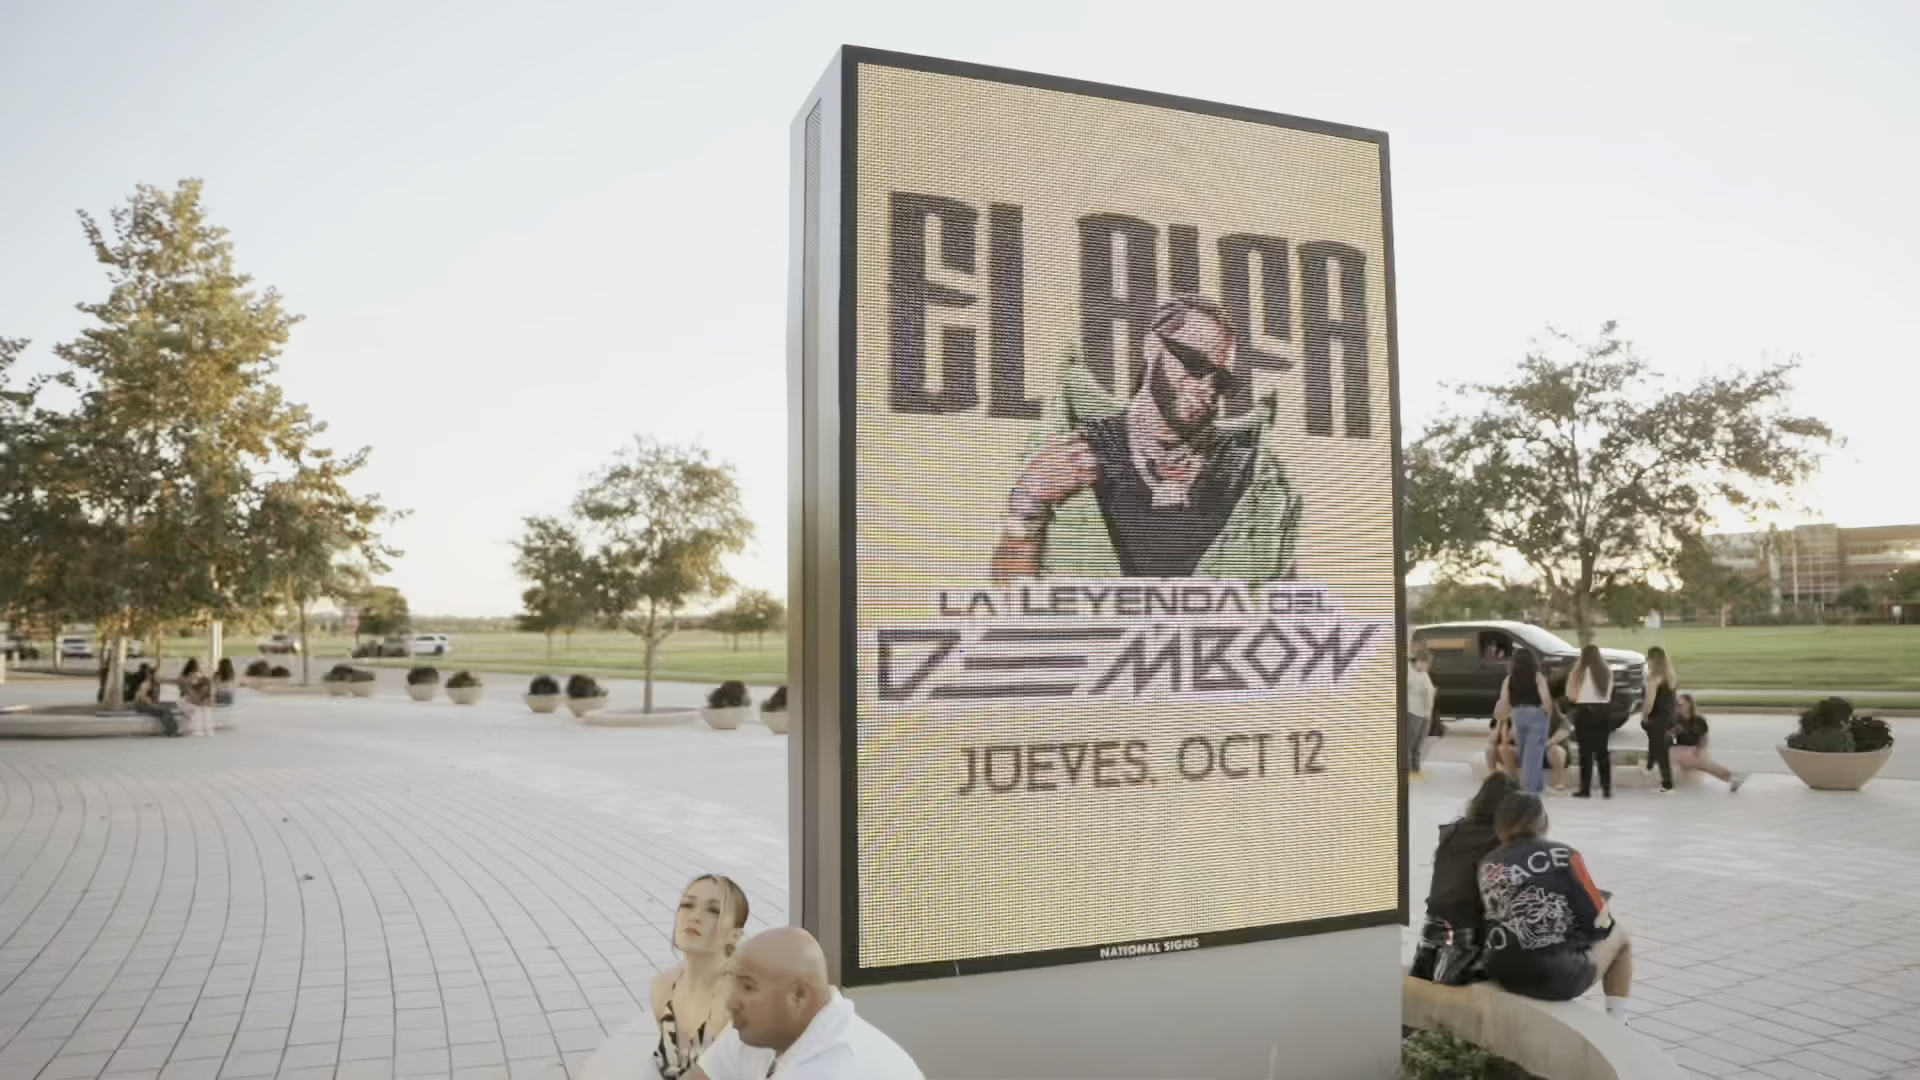 EL ALFA
LA LEYENDA DEL
DEMBOW
JUEVES, OCT 12
NATIONAL SIGNS